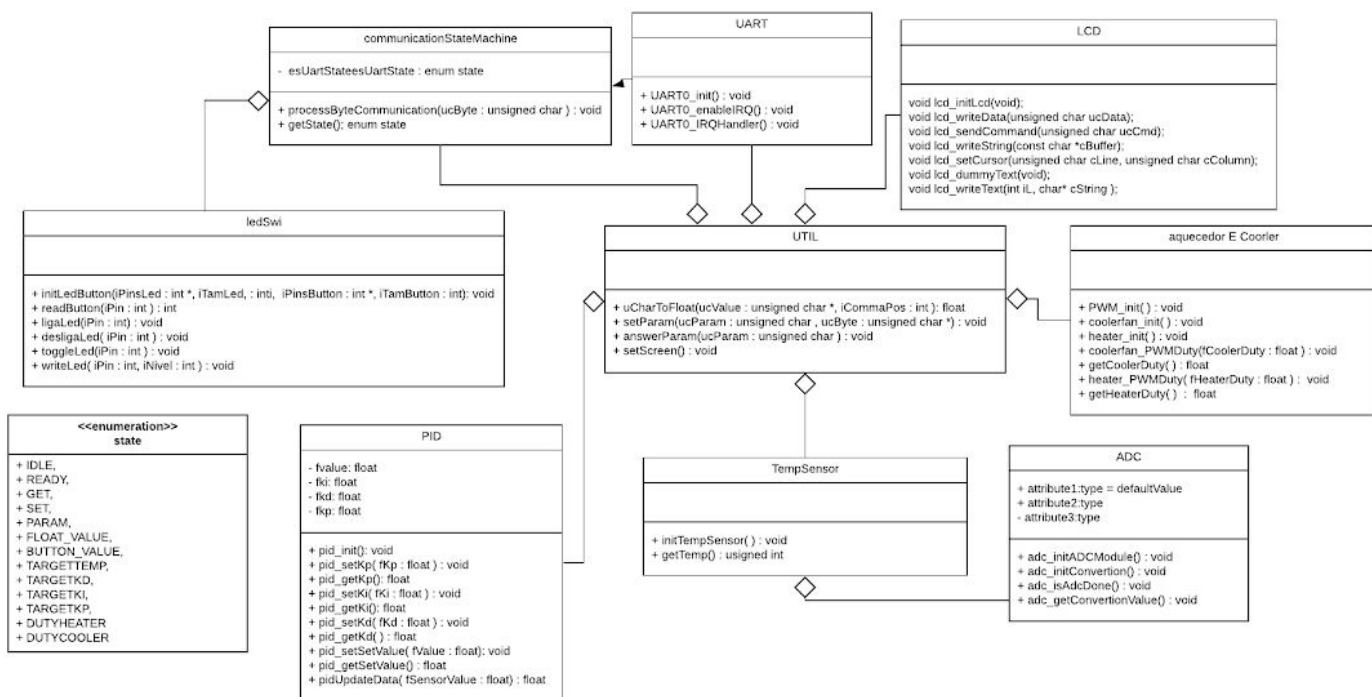 communicationStateMachine
- esUartStateesUartState : enum state
+ processByteCommunication(ucByte : unsigned char ) : void
+ getState(); enum state
UART
+ UART0_init() : void
+ UART0_enableIRQ() : void
+ UART0_IRQHandler() : void
LCD
void lcd_initLcd(void);
void lcd_writeData(unsigned char ucData);
void lcd_sendCommand(unsigned char ucCmd);
void lcd_writeString(const char *cBuffer);
void lcd_setCursor(unsigned char cLine, unsigned char cColumn);
void lcd_dummyText(void);
void lcd_writeText(int iL, char* cString );
ledSwi
+ initLedButton(iPinsLed : int *, iTamLed, : inti, iPinsButton : int *, iTamButton : int): void
+ readButton(iPin : int ) : int
+ ligaLed(iPin : int) : void
+ desligaLed( iPin : int ) : void
+ toggleLed(iPin : int ) : void
+ writeLed( iPin : int, iNivel : int ) : void
UTIL
+ uCharToFloat(ucValue : unsigned char *, iCommaPos : int ): float
+ setParam(ucParam : unsigned char , ucByte : unsigned char *) : void
+ answerParam(ucParam : unsigned char ) : void
+ setScreen() : void
aquecedor E Coorler
+ PWM_init( ) : void
+ coolerfan_init( ) : void
+ heater_init( ) : void
+ coolerfan_PWMDuty(fCoolerDuty : float ) : void
+ getCoolerDuty( ) : float
+ heater_PWMDuty( fHeaterDuty : float ) : void
+ getHeaterDuty( ) : float
<<enumeration>>
state
+ IDLE,
+ READY,
+ GET,
+ SET,
+ PARAM,
+ FLOAT_VALUE,
+ BUTTON_VALUE,
+ TARGETTEMP,
+ TARGETKD,
+ TARGETKI,
+ TARGETKP,
+ DUTYHEATER
+ DUTYCOOLER
PID
- fvalue: float
- fki: float
- fkd: float
- fkp: float
+ pid_init(): void
+ pid_setKp( fKp : float ) : void
+ pid_getKp(): float
+ pid_setKi( fKi : float ) : void
+ pid_getKi(): float
+ pid_setKd( fKd : float ) : void
+ pid_getKd( ) : float
+ pid_setSetValue( fValue : float): void
+ pid_getSetValue() : float
+ pidUpdateData( fSensorValue : float) : float
TempSensor
+ initTempSensor( ) : void
+ getTemp() : usigned int
ADC
+ attribute1:type = defaultValue
+ attribute2:type
- attribute3:type
+ adc_initADCModule() : void
+ adc_initConvertion() : void
+ adc_isAdcDone() : void
+ adc_getConvertionValue() : void